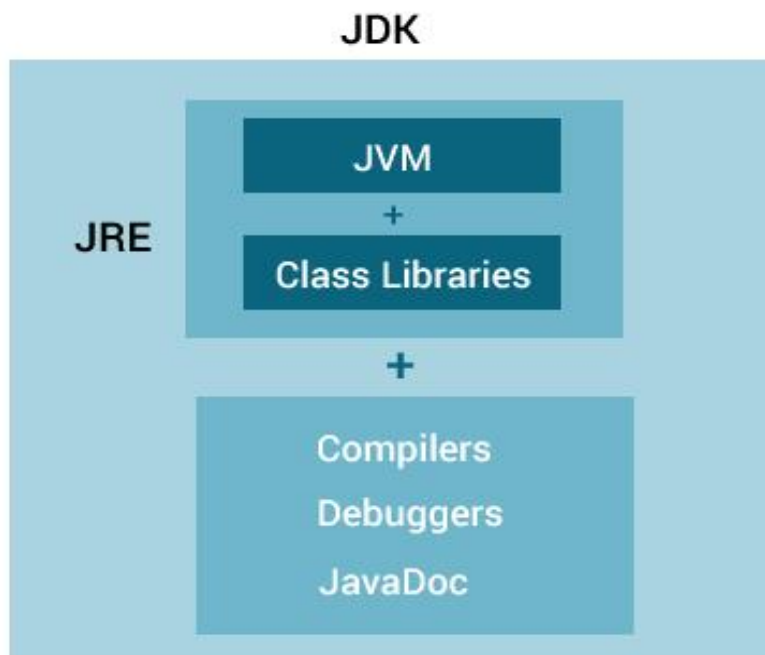 JDK
JVM
+
JRE
Class Libraries
+
Compilers
Debuggers
JavaDoc